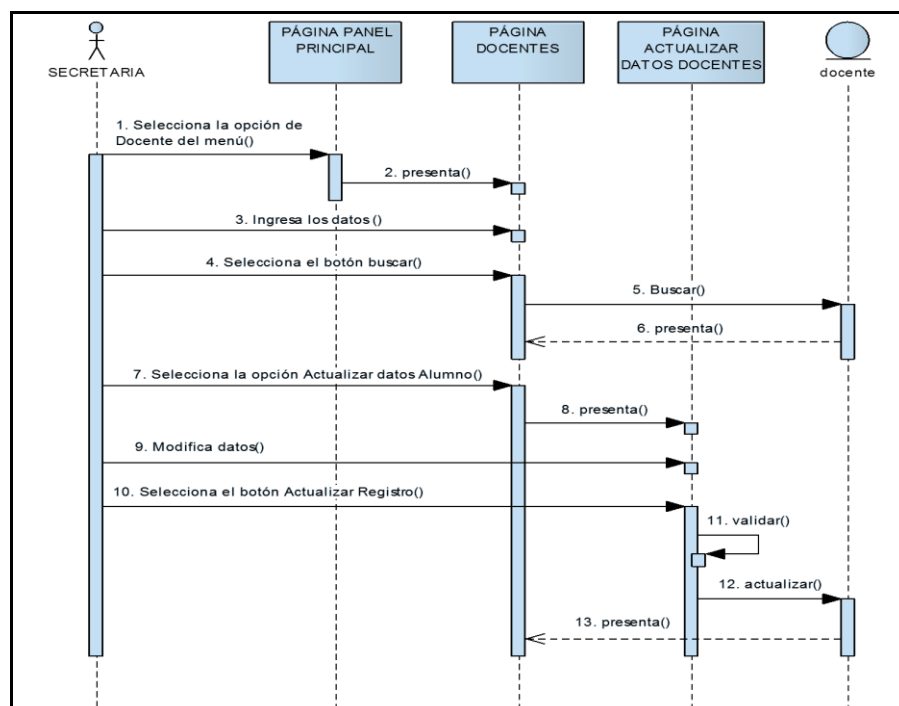 SECRETARIA
PÁGINA PANEL
PRINCIPAL
PÁGINA
DOCENTES
PÁGINA
ACTUALIZAR
DATOS DOCENTES
docente
1. Selecciona la opción de
Docente del menú()
2. presenta()
3. Ingresa los datos ()
4. Selecciona el botón buscar()
5. Buscar()
6. presenta()
7. Selecciona la opción Actualizar datos Alumno()
8. presenta()
9. Modifica datos()
10. Selecciona el botón Actualizar Registro()
11. validar()
12. actualizar()
13. presenta()